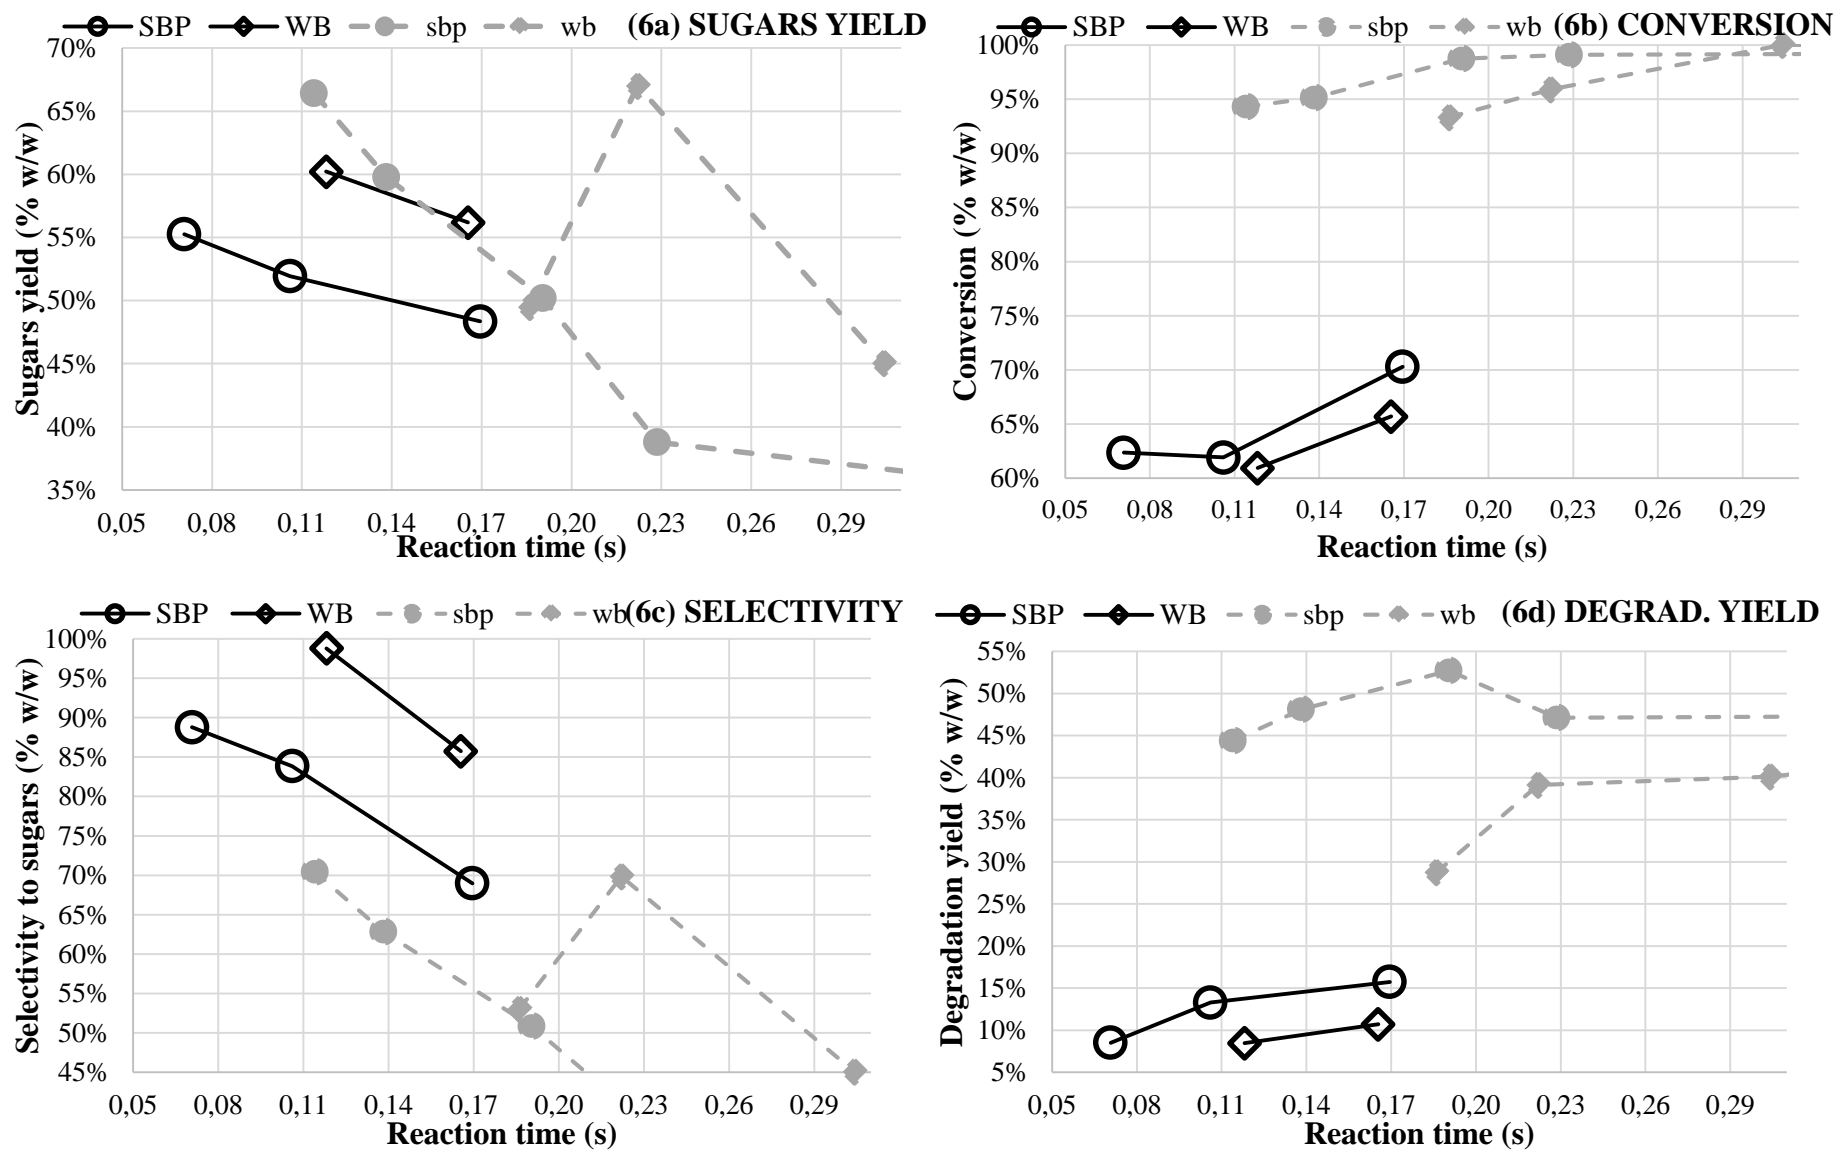 SBP WB sbp wb (6a) SUGARS YIELD
70%
65%
60%
55%
50%
45%
40%
35%
Sugars yield (% w/w)
0,05 0,08 0,11 0,14 0,17 0,20 0,23 0,26 0,29
Reaction time (s)
SBP WB sbp wb (6b) CONVERSION
100%
95%
90%
85%
80%
75%
70%
65%
60%
Conversion (% w/w)
0,05 0,08 0,11 0,14 0,17 0,20 0,23 0,26 0,29
Reaction time (s)
SBP WB sbp wb (6c) SELECTIVITY
100%
95%
90%
85%
80%
75%
70%
65%
60%
55%
50%
45%
Selectivity to sugars (% w/w)
0,05 0,08 0,11 0,14 0,17 0,20 0,23 0,26 0,29
Reaction time (s)
SBP WB sbp wb (6d) DEGRAD. YIELD
55%
50%
45%
40%
35%
30%
25%
20%
15%
10%
5%
Degradation yield (% w/w)
0,05 0,08 0,11 0,14 0,17 0,20 0,23 0,26 0,29
Reaction time (s)